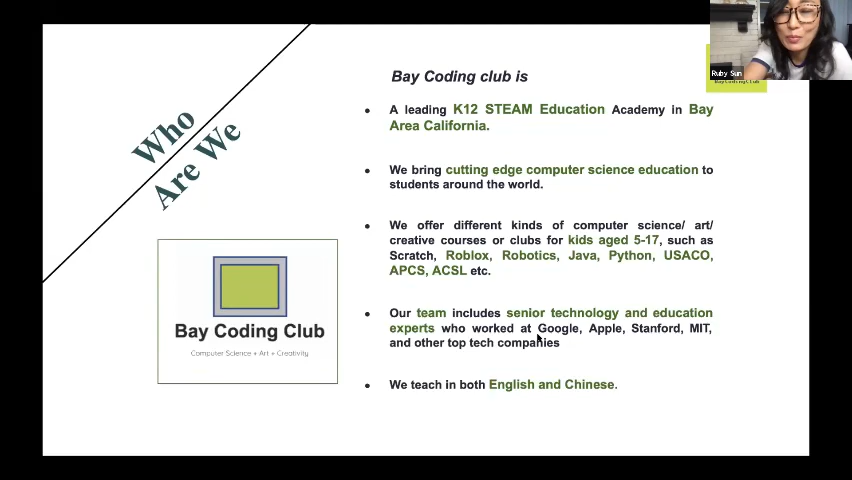 Who
Are We
Bay Coding club is
● A leading K12 STEAM Education Academy in Bay
Area California.
● We bring cutting edge computer science education to
students around the world.
● We offer different kinds of computer science/ art/
creative courses or clubs for kids aged 5-17, such as
Scratch, Roblox, Robotics, Java, Python, USACO,
APCS, ACSL etc.
● Our team includes senior technology and education
experts who worked at Google, Apple, Stanford, MIT,
and other top tech companies
● We teach in both English and Chinese.
Bay Coding Club
Computer Science + Art + Creativity
Ruby Sun
BayCodingClub